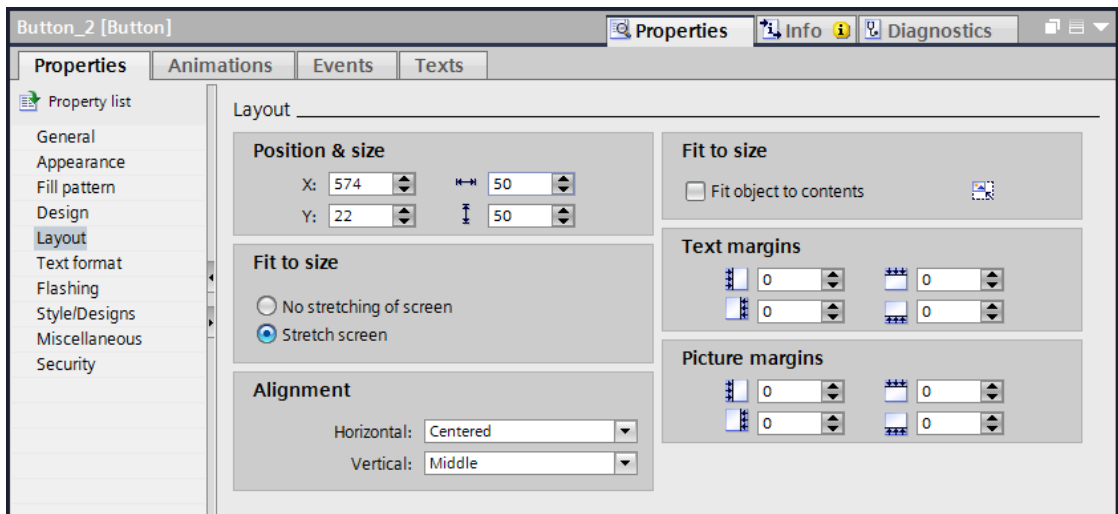 Button_2 [Button]
Properties
Info
Diagnostics
Properties
Animations
Events
Texts
Property list
General
Appearance
Fill pattern
Design
Layout
Text format
Flashing
Style/Designs
Miscellaneous
Security
Layout
Position & size
X: 574
50
Y: 22
50
Fit to size
No stretching of screen
Stretch screen
Alignment
Horizontal: Centered
Vertical: Middle
Fit to size
Fit object to contents
Text margins
0 0
0 0
Picture margins
0 0
0 0